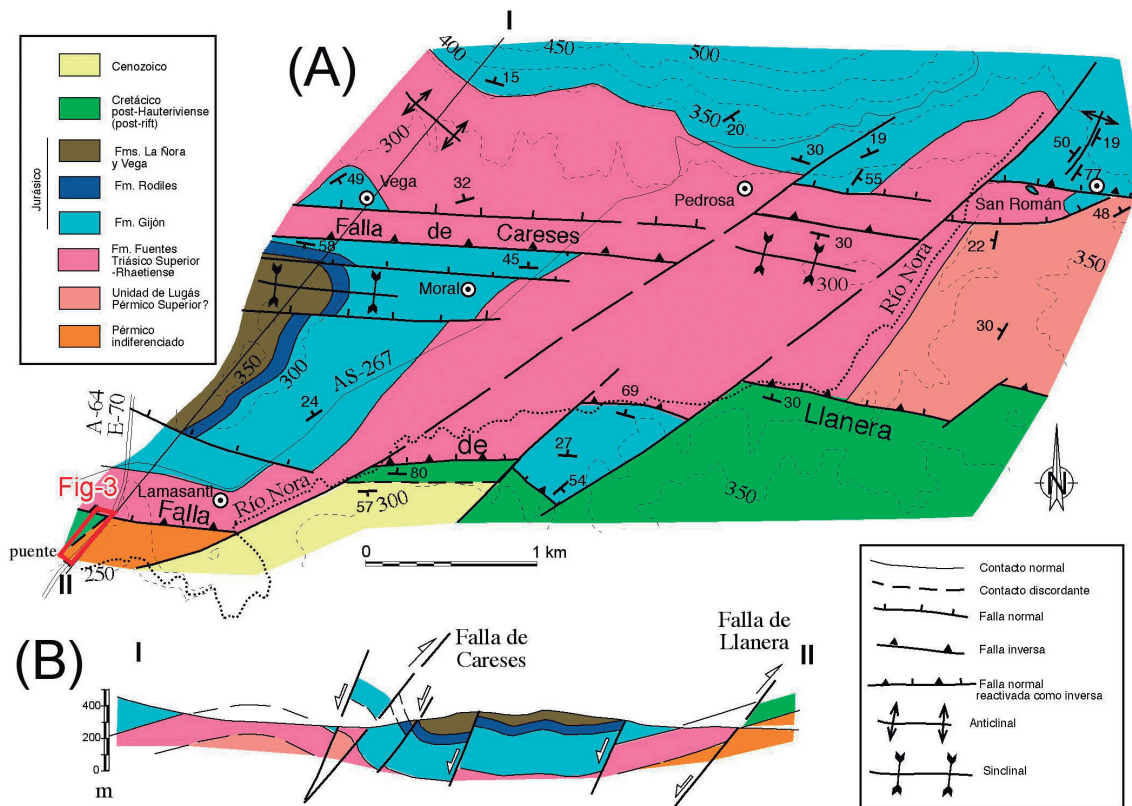 (A)
I
Cenozoico
Cretácico
post-Hauteriviense
(post-rift)
Jurásico
Fms. La Ñora
y Vega
Fm. Rodiles
Fm. Gijón
Fm. Fuentes
Triásico Superior
-Rhaetiense
Unidad de Lugás
Pérmico Superior?
Pérmico
indiferenciado
400
450
500
15
350
20
300
30
19
50
19
55
77
49
Vega
32
Pedrosa
San Román
48
Falla de Careses
58
45
30
22
350
Moral
300
Río Nora
30
350
300
AS-267
24
69
30
Llanera
A-64
E-70
de
80
27
54
57
300
350
Fig-3
Lamasanti
Río Nora
Falla
puente
250
II
0 1 km
N
Contacto normal
Contacto discordante
Falla normal
Falla inversa
Falla normal
reactivada como inversa
Anticlinal
Sinclinal
(B)
I
Falla de
Careses
Falla de
Llanera
II
400
200
0
m